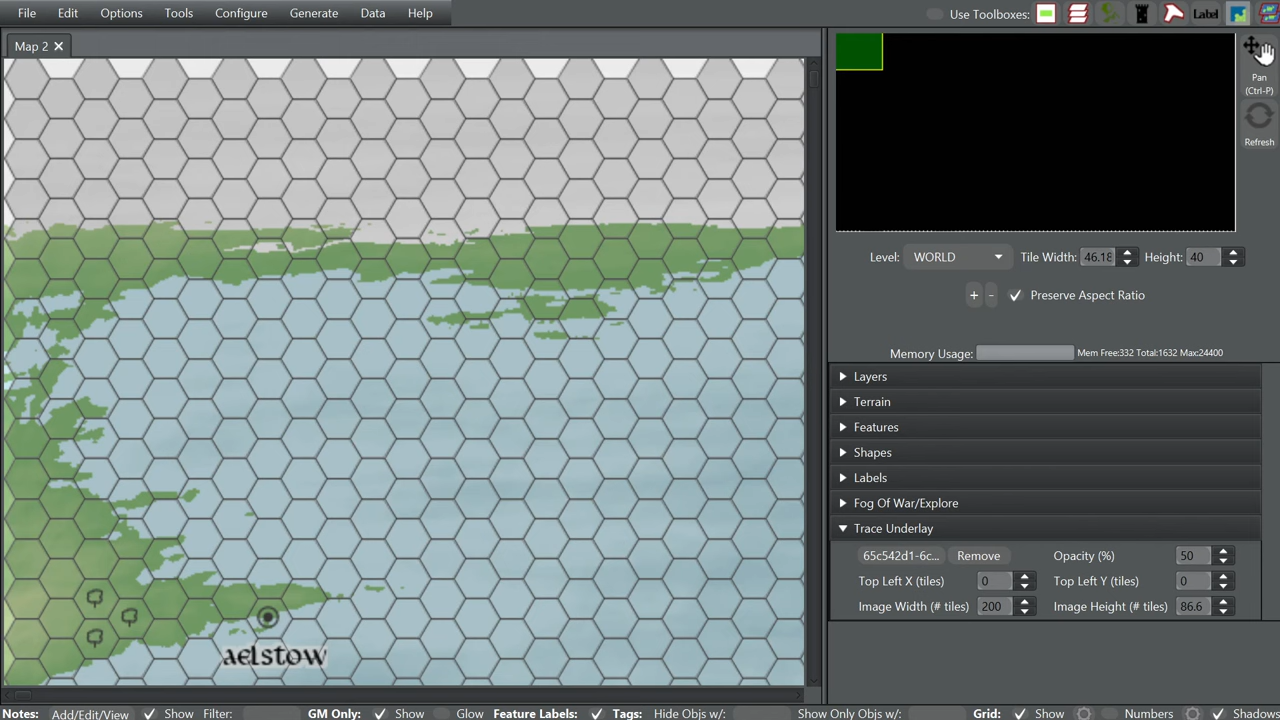 File Edit Options Tools Configure Generate Data Help Use Toolboxes: Label
Map 2
Pan
(Ctrl-P)
Refresh
Level: WORLD Tile Width: 46.18 Height: 40
+ - Preserve Aspect Ratio
Memory Usage: Mem Free:332 Total:1632 Max:24400
Layers
Terrain
Features
Shapes
Labels
Fog Of War/Explore
Trace Underlay
65c542d1-6c... Remove Opacity (%) 50
Top Left X (tiles) 0 Top Left Y (tiles) 0
Image Width (# tiles) 200 Image Height (# tiles) 86.6
aelstow
Notes: Add/Edit/View Show Filter: GM Only: Show Glow Feature Labels: Tags: Hide Objs w/: Show Only Objs w/: Grid: Show Numbers Shadows